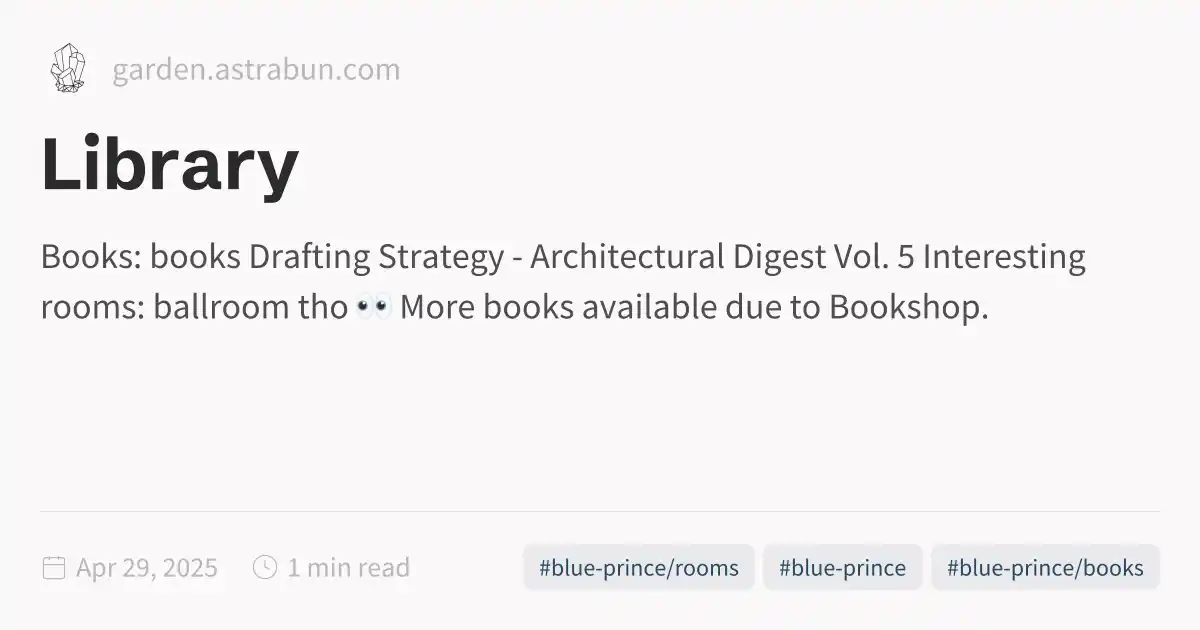 garden.astrabun.com
Library
Books: books Drafting Strategy - Architectural Digest Vol. 5 Interesting
rooms: ballroom tho 👀 More books available due to Bookshop.
Apr 29, 2025 1 min read #blue-prince/rooms #blue-prince #blue-prince/books